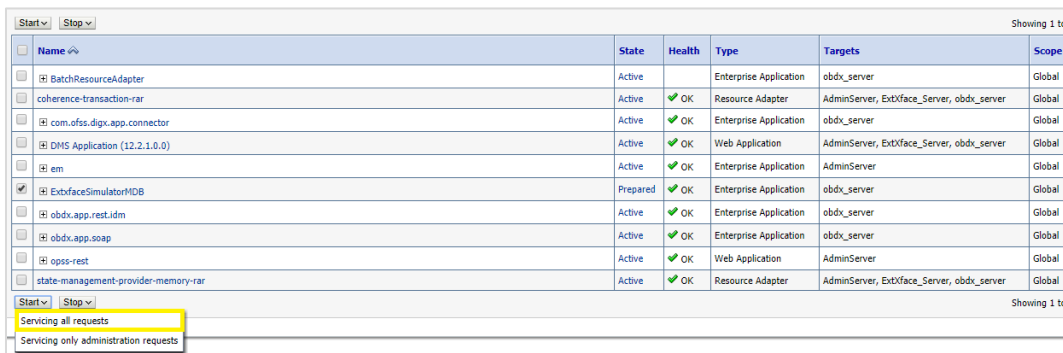 Start Stop Showing 1 to
Name State Health Type Targets Scope
BatchResourceAdapter Active Enterprise Application obdx_server Global
coherence-transaction-rar Active OK Resource Adapter AdminServer, ExtXface_Server, obdx_server Global
com.ofss.digx.app.connector Active OK Enterprise Application obdx_server Global
DMS Application (12.2.1.0.0) Active OK Web Application AdminServer, ExtXface_Server, obdx_server Global
em Active OK Enterprise Application AdminServer Global
ExtxfaceSimulatorMDB Prepared OK Enterprise Application obdx_server Global
obdx.app.rest.idm Active OK Enterprise Application obdx_server Global
obdx.app.soap Active OK Enterprise Application obdx_server Global
opss-rest Active OK Web Application AdminServer Global
state-management-provider-memory-rar Active OK Resource Adapter AdminServer, ExtXface_Server, obdx_server Global
Start Stop Showing 1 to
Servicing all requests
Servicing only administration requests